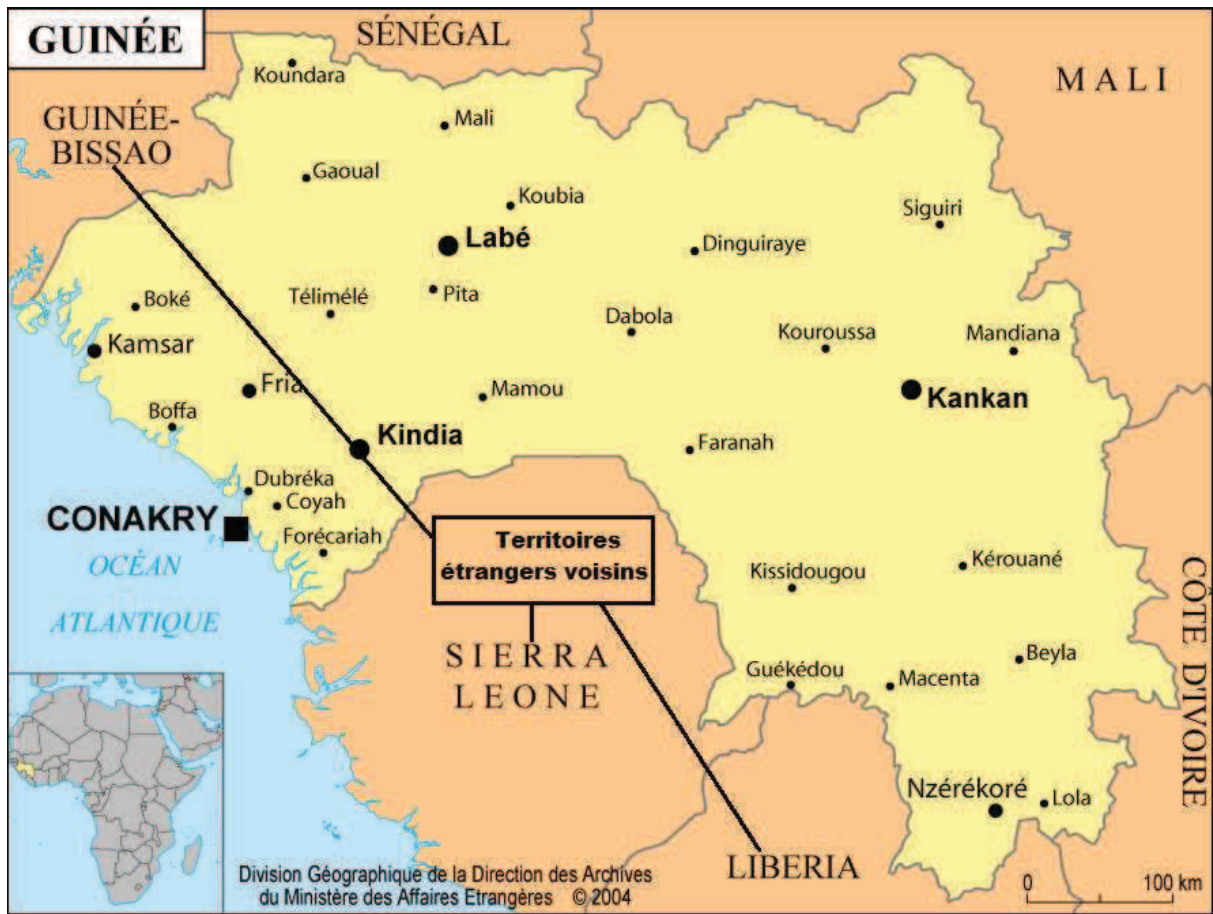 GUINÉE
SÉNÉGAL
MALI
Koundara
GUINÉE-
BISSAO
Mali
Gaoual
Koubia
Siguiri
Labé
Dinguiraye
Boké
Télimélé
Pita
Dabola
Kouroussa
Mandiana
Kamsar
Fria
Mamou
Kankan
Boffa
Kindia
Faranah
Dubréka
Coyah
CONAKRY
Forécariah
Territoires
étrangers voisins
OCÉAN
ATLANTIQUE
Kissidougou
Kérouané
CÔTE D'IVOIRE
SIERRA
LEONE
Guékédou
Macenta
Beyla
Nzérékoré
Lola
LIBERIA
Division Géographique de la Direction des Archives
du Ministère des Affaires Etrangères © 2004
0 100 km